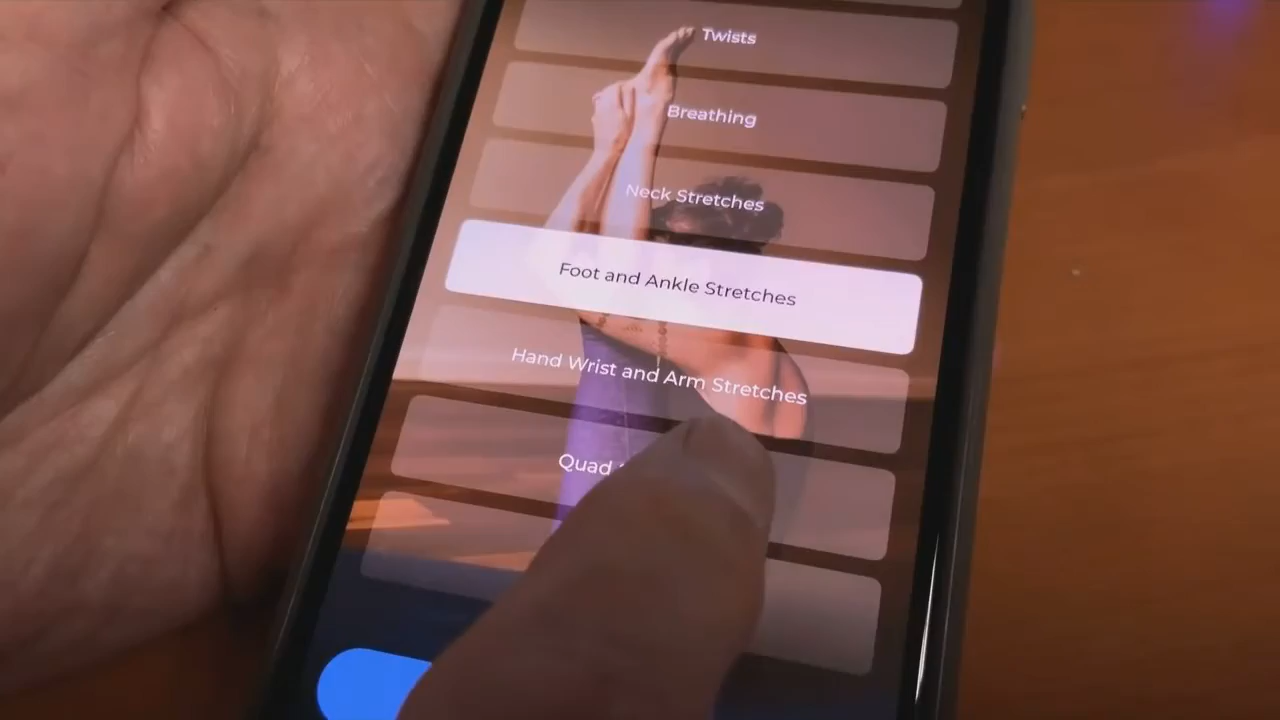 Twists
Breathing
Neck Stretches
Foot and Ankle Stretches
Hand Wrist and Arm Stretches
Quad